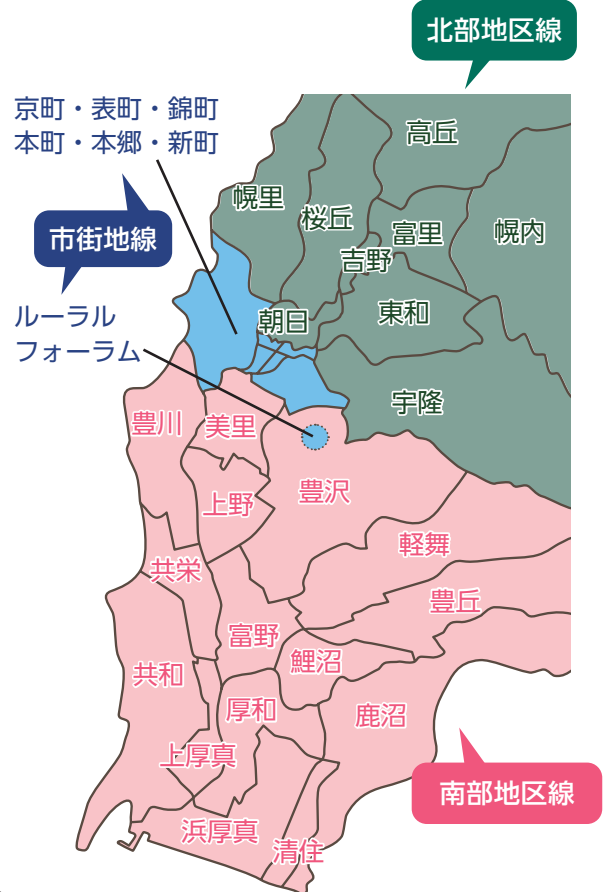 北部地区線
京町・表町・錦町
本町・本郷・新町
市街地線
ルーラル
フォーラム
高丘
幌里
桜丘
富里
幌内
吉野
朝日
東和
宇隆
豊川
美里
上野
豊沢
軽舞
共栄
豊丘
富野
鯉沼
共和
厚和
鹿沼
上厚真
南部地区線
浜厚真
清住